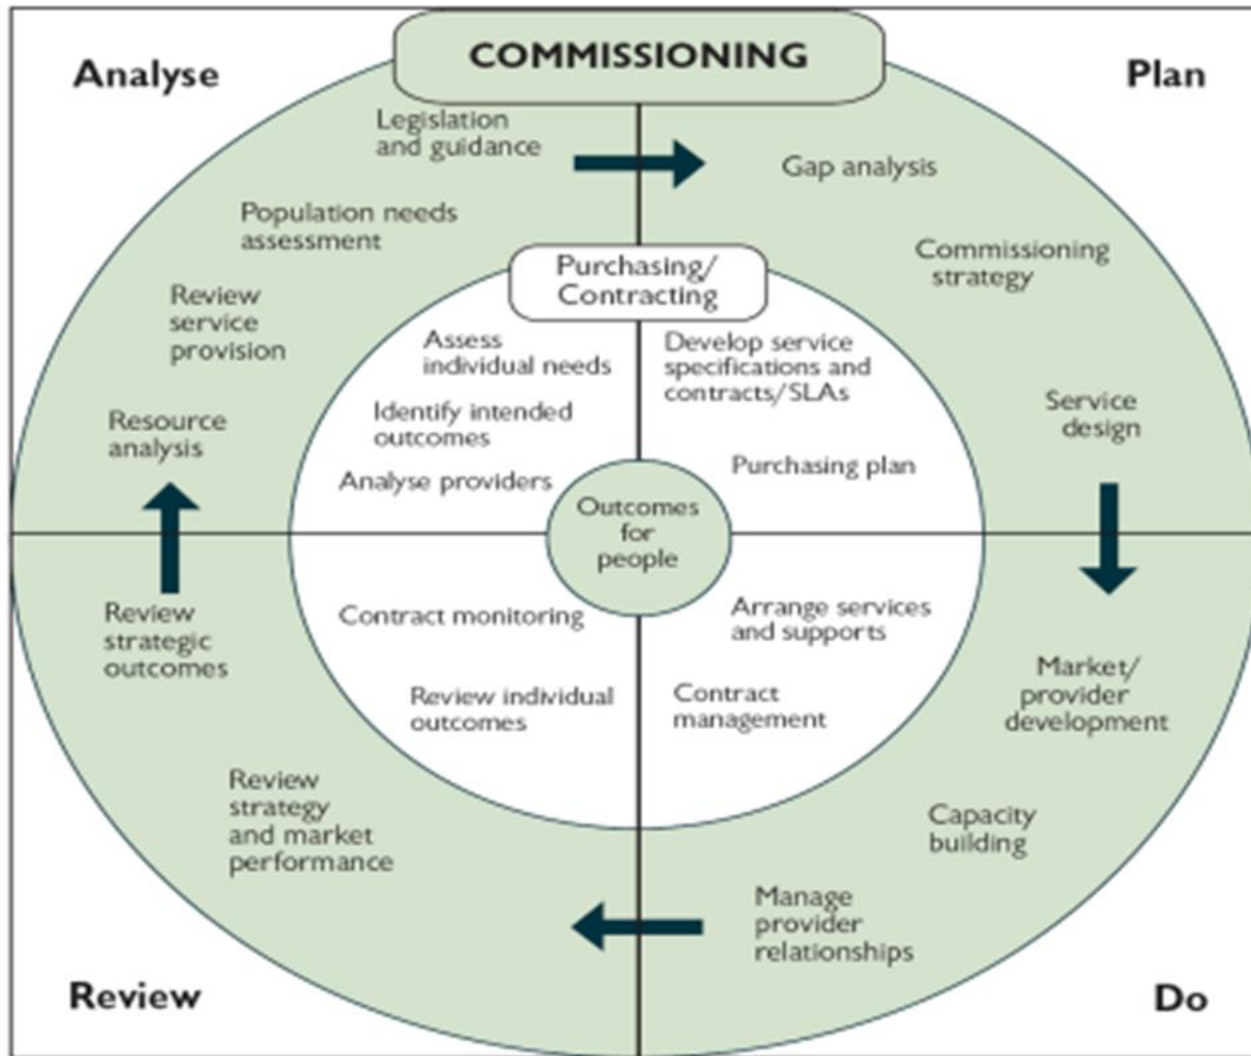 COMMISSIONING
Analyse
Plan
Legislation
and guidance
Gap analysis
Population needs
assessment
Commissioning
strategy
Review
service
provision
Purchasing/
Contracting
Assess
individual needs
Develop service
specifications and
contracts/SLAs
Resource
analysis
Identify intended
outcomes
Service
design
Analyse providers
Purchasing plan
Outcomes
for
people
Review
strategic
outcomes
Contract monitoring
Arrange services
and supports
Market/
provider
development
Review individual
outcomes
Contract
management
Review
strategy
and market
performance
Capacity
building
Manage
provider
relationships
Review
Do